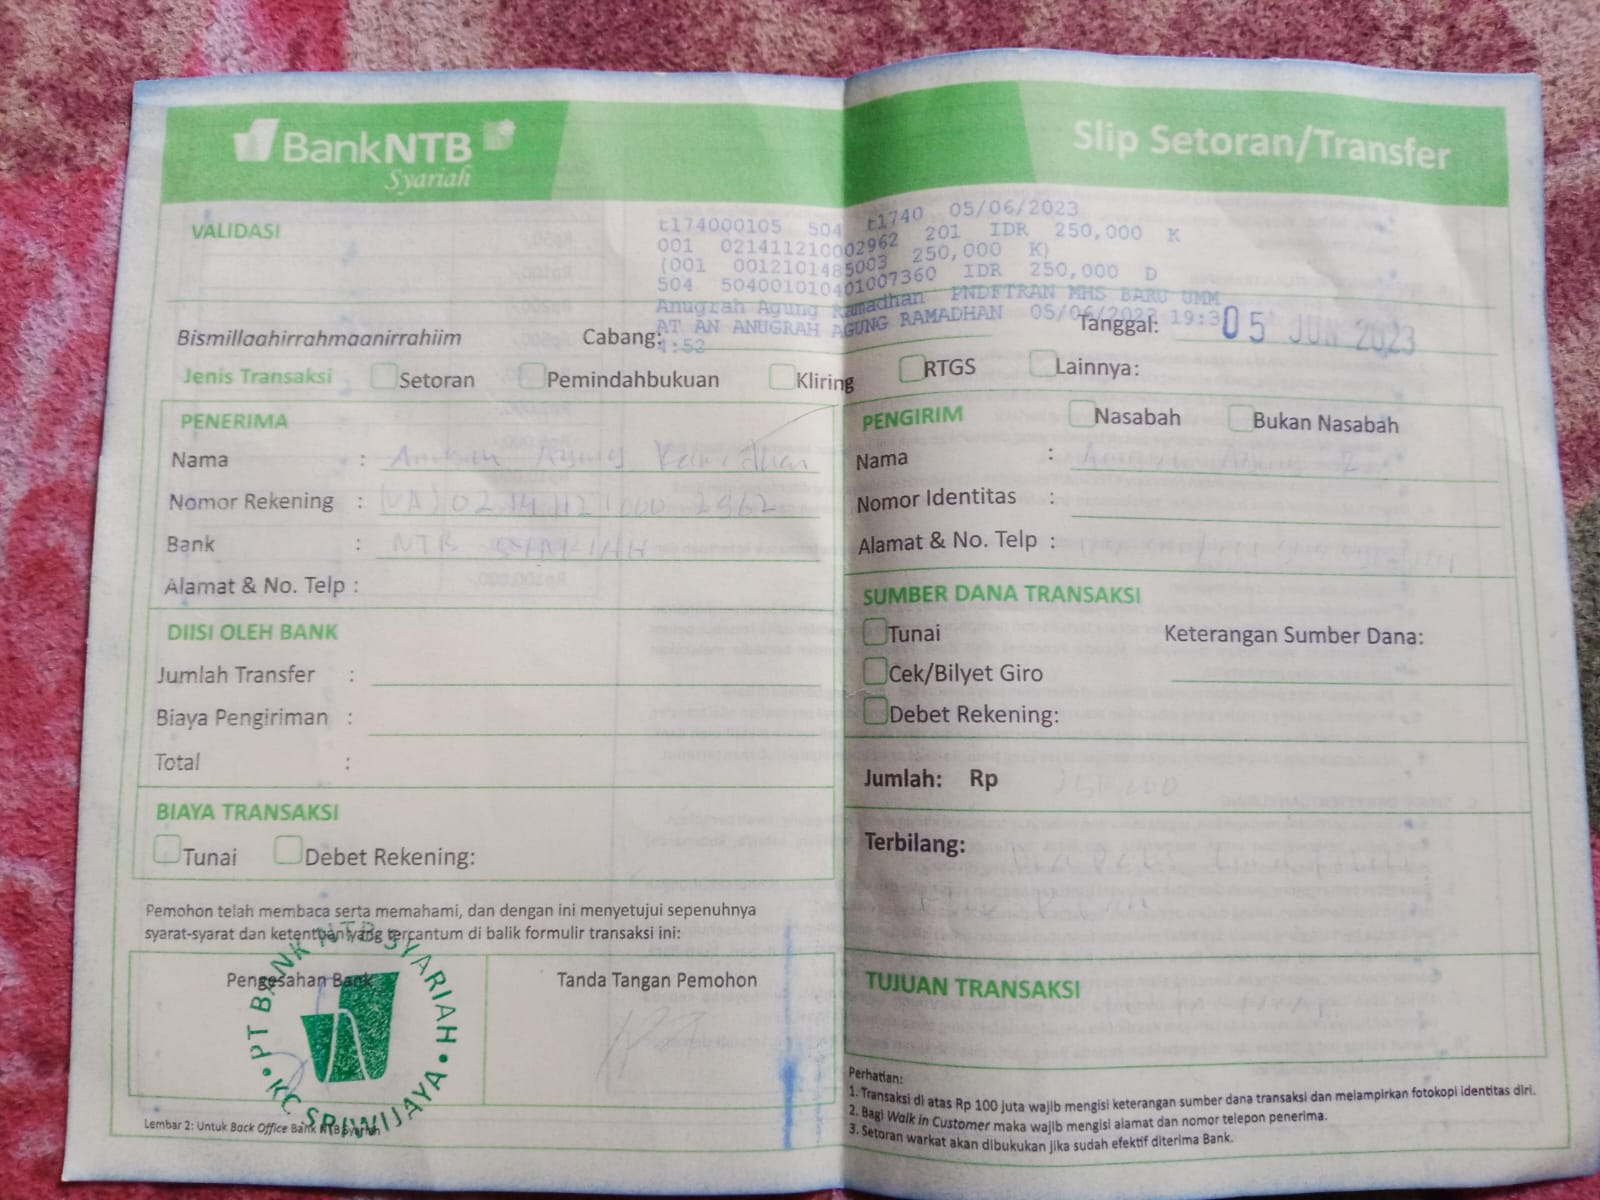 BankNTB
Syariah
Slip Setoran/Transfer
VALIDASI
t174000105 504 t1740 05/06/2023
001 021411210002962 201 IDR 250,000 K
(001 0012101485003 250,000 K)
504 504001010401007360 IDR 250,000 D
Anugrah Agung Ramadhan PNDFTRAN MHS BARU UMM
AT AN ANUGRAH AGUNG RAMADHAN 05/06/2023 19:3
4:52
Bismillaahirrahmaanirrahiim Cabang: Tanggal: 05 JUN 2023
Jenis Transaksi Setoran Pemindahbukuan Kliring RTGS Lainnya:
PENERIMA
Nama : Agung
Nomor Rekening : (VA) 021411210002962
Bank : NTB SYARIAH
Alamat & No. Telp :
DIISI OLEH BANK
Jumlah Transfer :
Biaya Pengiriman :
Total :
BIAYA TRANSAKSI
Tunai Debet Rekening:
Pemohon telah membaca serta memahami, dan dengan ini menyetujui sepenuhnya
syarat-syarat dan ketentuan yang tercantum di balik formulir transaksi ini:
Pengesahan Bank Tanda Tangan Pemohon
PT BANK NTB SYARIAH • KC SRIWIJAYA •
Lembar 2: Untuk Back Office Bank NTB Syariah
PENGIRIM Nasabah Bukan Nasabah
Nama :
Nomor Identitas :
Alamat & No. Telp :
SUMBER DANA TRANSAKSI
Tunai Keterangan Sumber Dana:
Cek/Bilyet Giro
Debet Rekening:
Jumlah: Rp
Terbilang:
TUJUAN TRANSAKSI
Perhatian:
1. Transaksi di atas Rp 100 juta wajib mengisi keterangan sumber dana transaksi dan melampirkan fotokopi identitas diri.
2. Bagi Walk in Customer maka wajib mengisi alamat dan nomor telepon penerima.
3. Setoran warkat akan dibukukan jika sudah efektif diterima Bank.